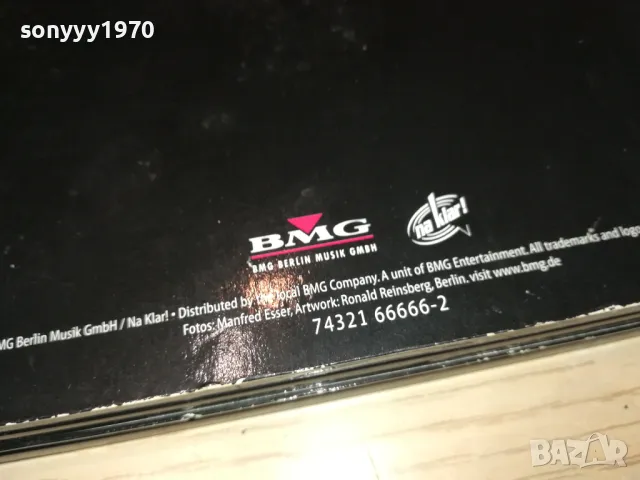 sonyyy1970
BMG
BMG BERLIN MUSIK GMBH
na klar!
MG Berlin Musik GmbH / Na Klar! • Distributed by the local BMG Company. A unit of BMG Entertainment. All trademarks and logos
Fotos: Manfred Esser, Artwork: Ronald Reinsberg, Berlin. visit www.bmg.de
74321 66666-2
BAZAR